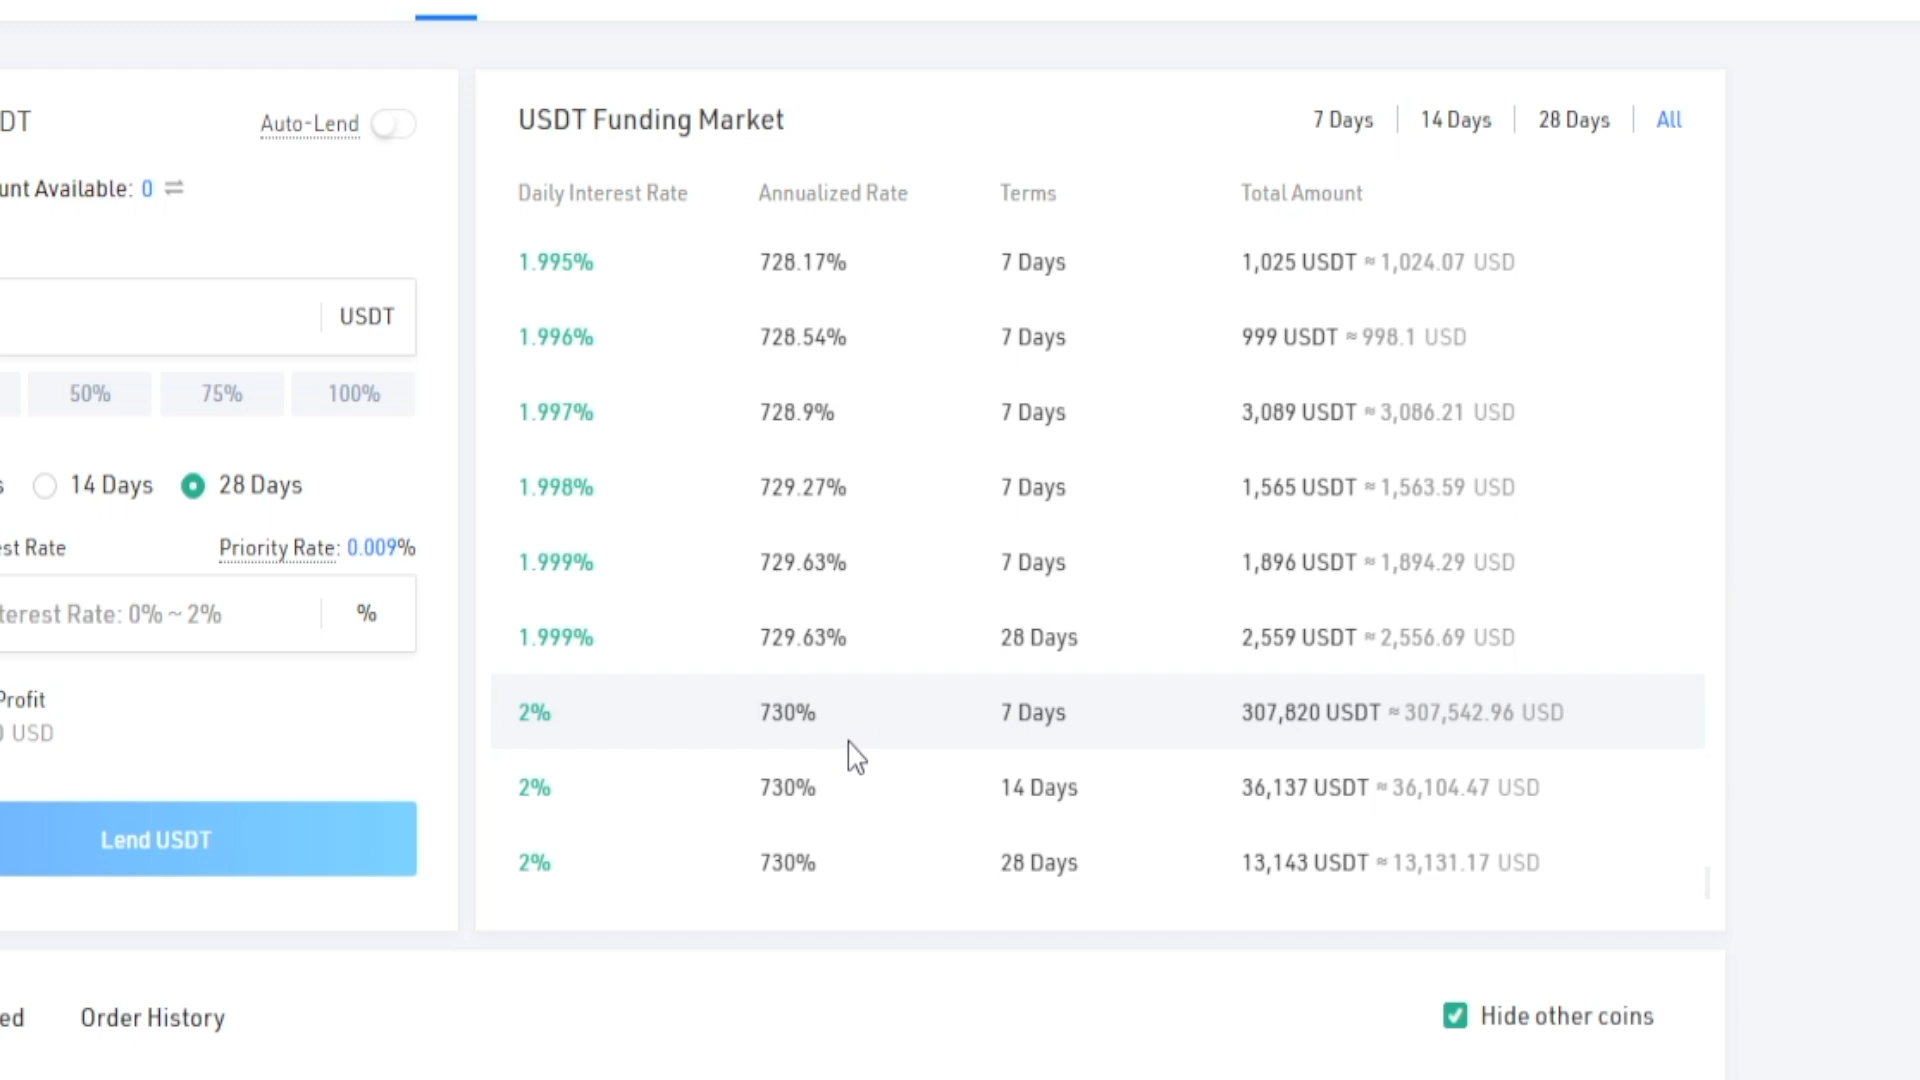 DT
Auto-Lend
unt Available: 0
USDT
50% 75% 100%
s 14 Days 28 Days
est Rate Priority Rate: 0.009%
terest Rate: 0% ~ 2% %
Profit
0 USD
Lend USDT
USDT Funding Market
7 Days 14 Days 28 Days All
Daily Interest Rate Annualized Rate Terms Total Amount
1.995% 728.17% 7 Days 1,025 USDT ≈ 1,024.07 USD
1.996% 728.54% 7 Days 999 USDT ≈ 998.1 USD
1.997% 728.9% 7 Days 3,089 USDT ≈ 3,086.21 USD
1.998% 729.27% 7 Days 1,565 USDT ≈ 1,563.59 USD
1.999% 729.63% 7 Days 1,896 USDT ≈ 1,894.29 USD
1.999% 729.63% 28 Days 2,559 USDT ≈ 2,556.69 USD
2% 730% 7 Days 307,820 USDT ≈ 307,542.96 USD
2% 730% 14 Days 36,137 USDT ≈ 36,104.47 USD
2% 730% 28 Days 13,143 USDT ≈ 13,131.17 USD
ed Order History
Hide other coins